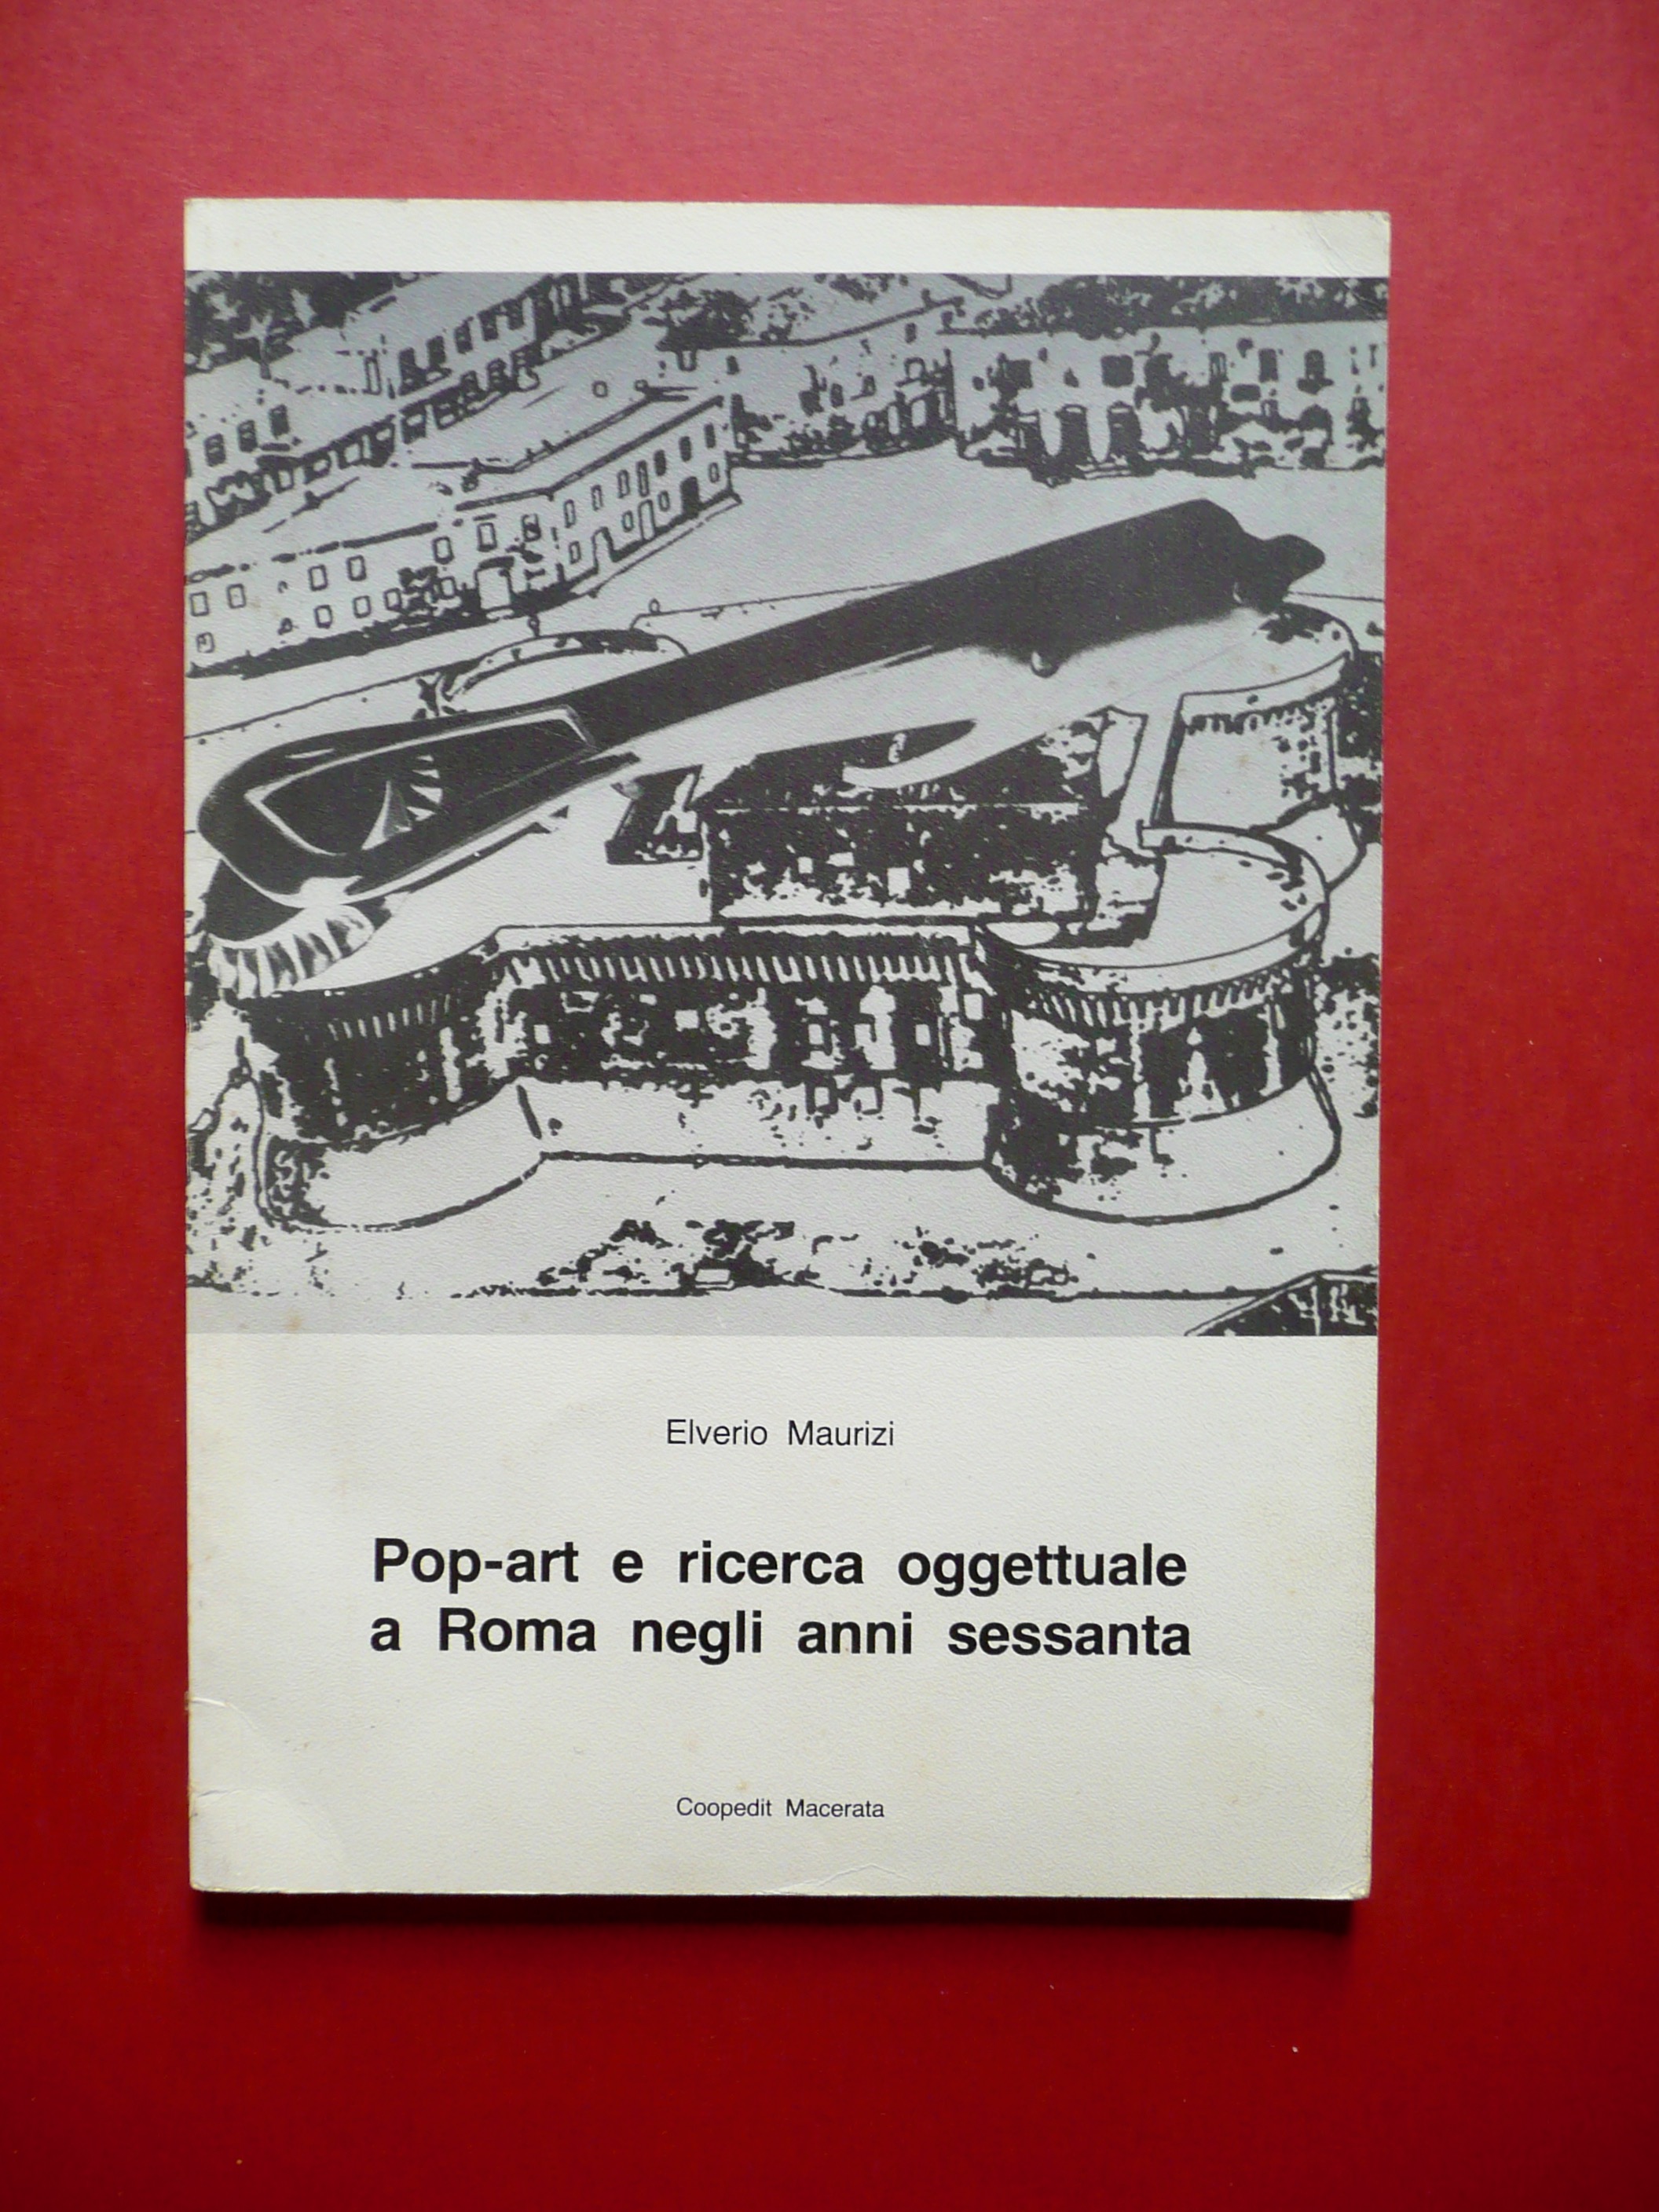 Elverio Maurizi
Pop-art e ricerca oggettuale
a Roma negli anni sessanta
Coopedit Macerata